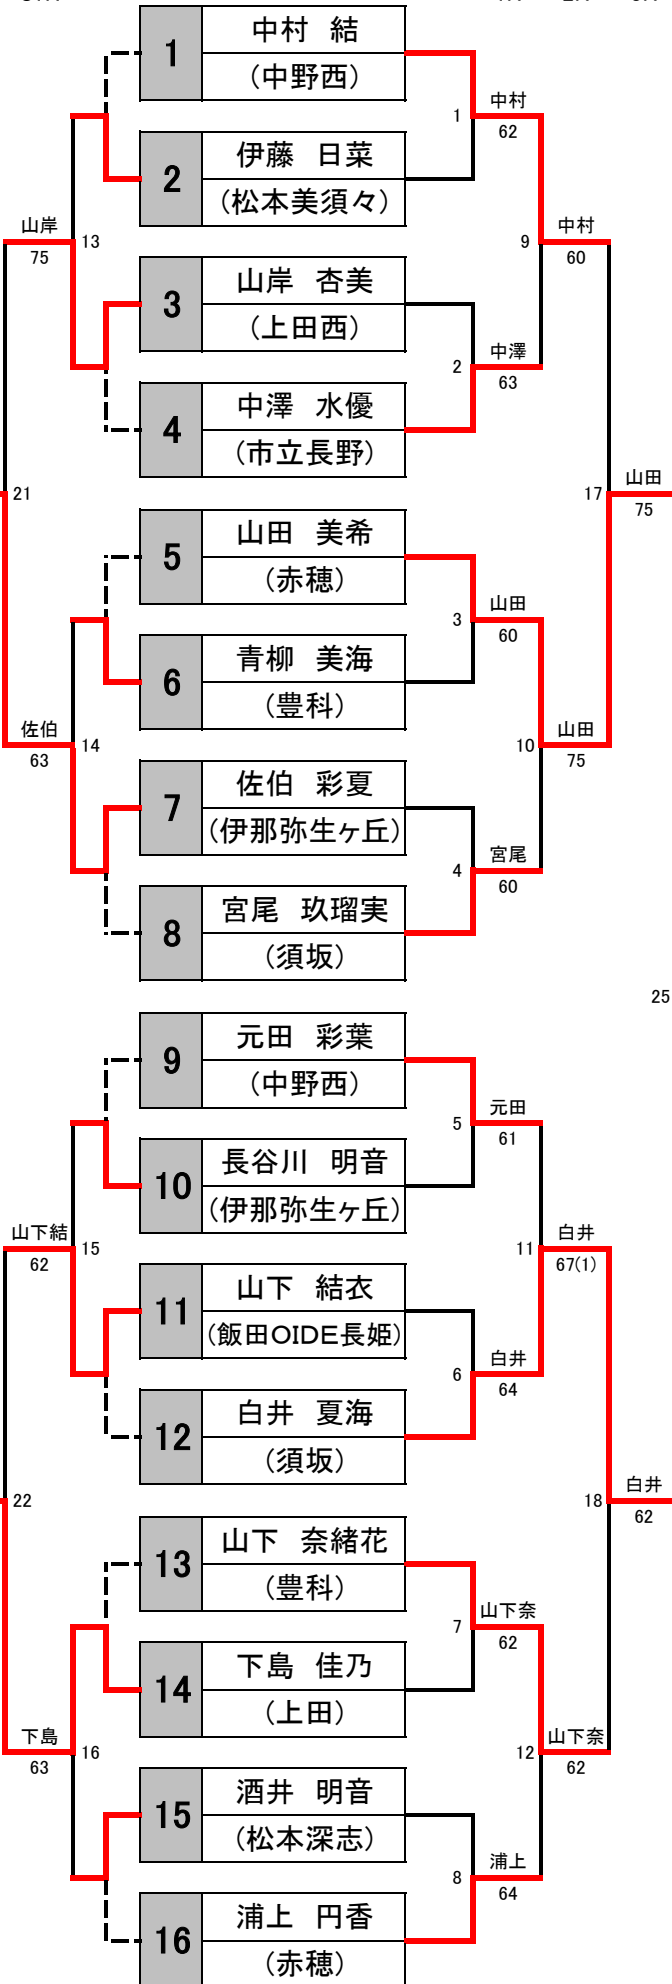 1
中村 結
(中野西)
2
伊藤 日菜
(松本美須々)
3
山岸 杏美
(上田西)
4
中澤 水優
(市立長野)
5
山田 美希
(赤穂)
6
青柳 美海
(豊科)
7
佐伯 彩夏
(伊那弥生ヶ丘)
8
宮尾 玖瑠実
(須坂)
9
元田 彩葉
(中野西)
10
長谷川 明音
(伊那弥生ヶ丘)
11
山下 結衣
(飯田OIDE長姫)
12
白井 夏海
(須坂)
13
山下 奈緒花
(豊科)
14
下島 佳乃
(上田)
15
酒井 明音
(松本深志)
16
浦上 円香
(赤穂)
山岸
75
13
21
佐伯
63
14
山下結
62
15
22
下島
63
16
1
中村
62
2
中澤
63
3
山田
60
4
宮尾
60
5
元田
61
6
白井
64
7
山下奈
62
8
浦上
64
9
中村
60
10
山田
75
11
白井
67(1)
12
山下奈
62
17
山田
75
18
白井
62
25